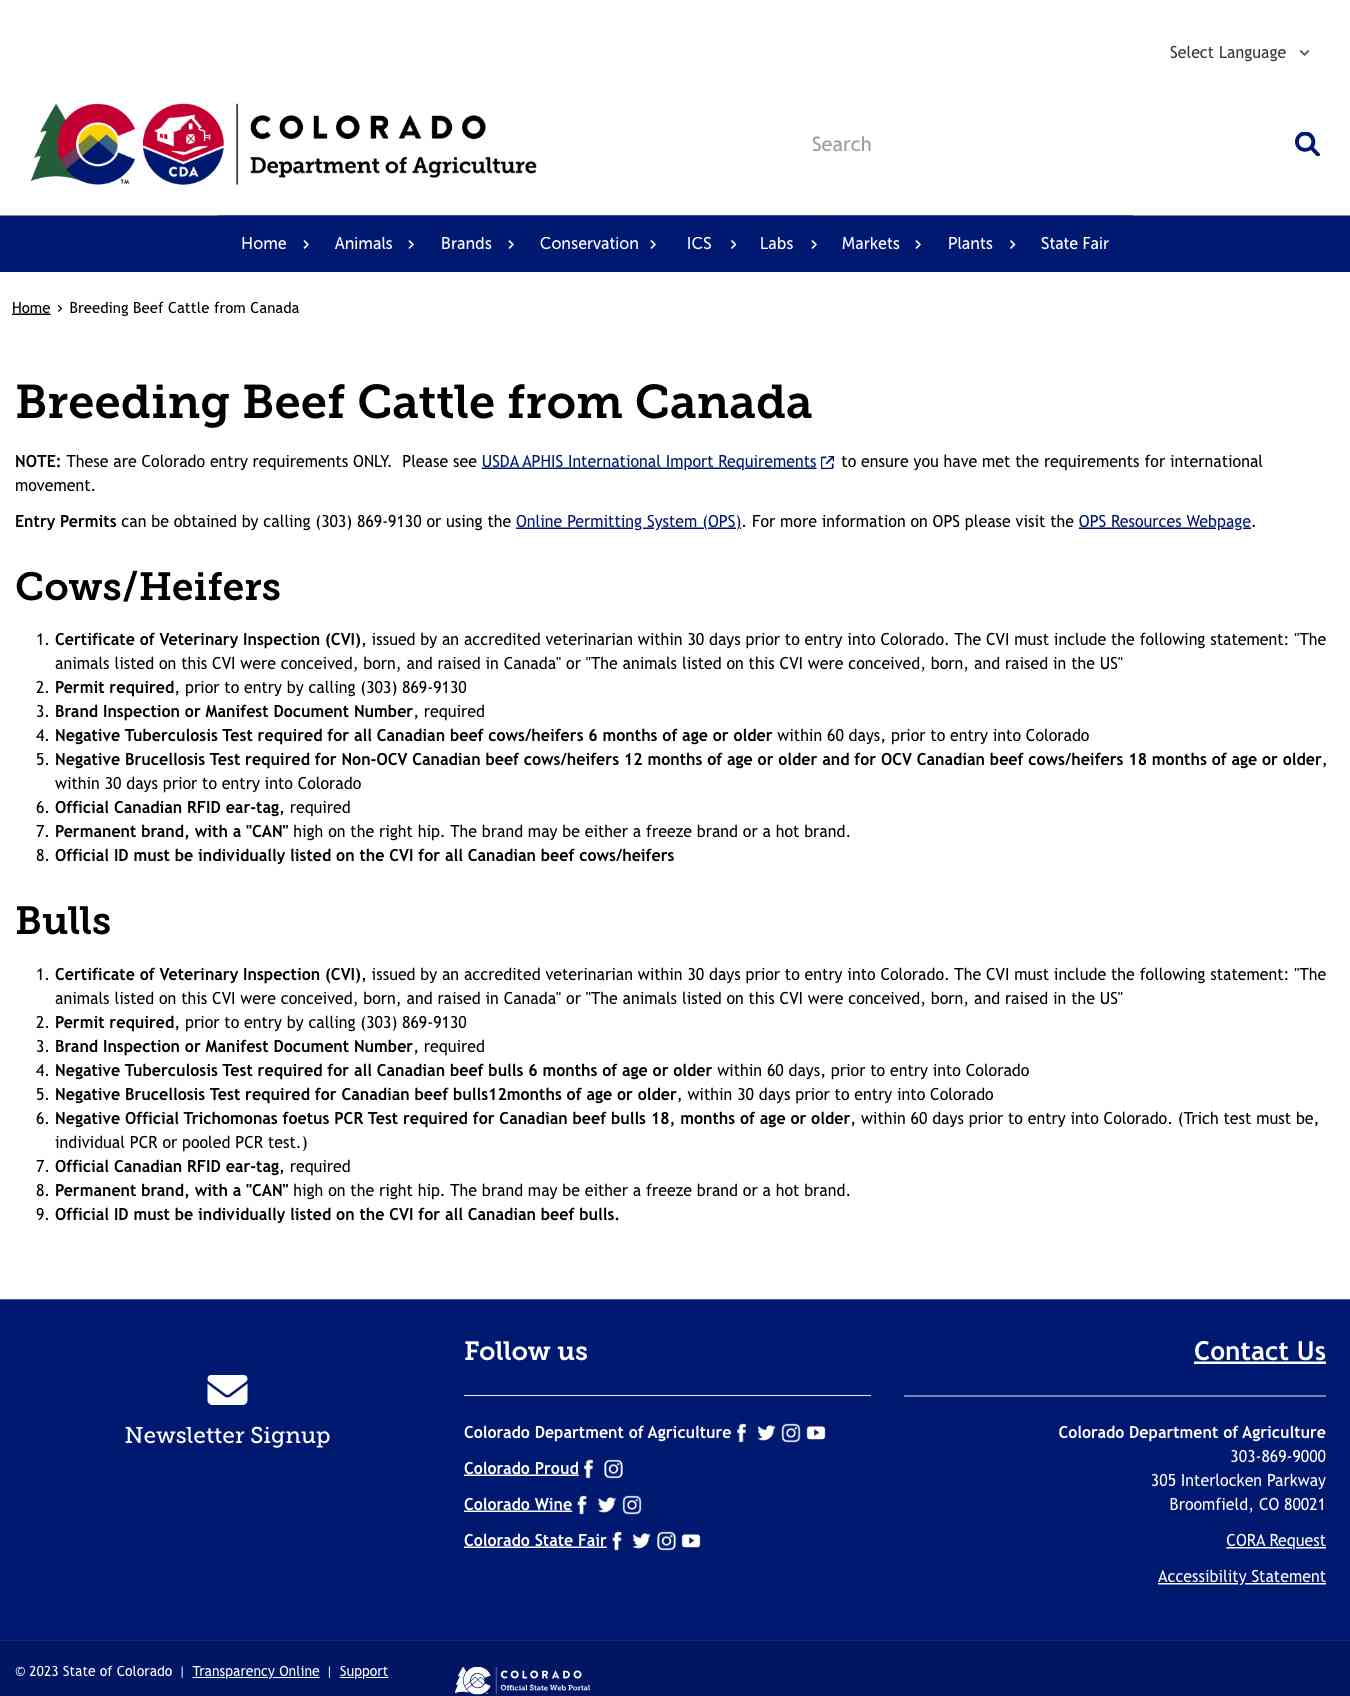 Select Language
COLORADO
Department of Agriculture
CDA
TM
Search
Home Animals Brands Conservation ICS Labs Markets Plants State Fair
Home › Breeding Beef Cattle from Canada
Breeding Beef Cattle from Canada
NOTE: These are Colorado entry requirements ONLY.  Please see USDA APHIS International Import Requirements to ensure you have met the requirements for international
movement.
Entry Permits can be obtained by calling (303) 869-9130 or using the Online Permitting System (OPS). For more information on OPS please visit the OPS Resources Webpage.
Cows/Heifers
1. Certificate of Veterinary Inspection (CVI), issued by an accredited veterinarian within 30 days prior to entry into Colorado. The CVI must include the following statement: "The
animals listed on this CVI were conceived, born, and raised in Canada" or "The animals listed on this CVI were conceived, born, and raised in the US"
2. Permit required, prior to entry by calling (303) 869-9130
3. Brand Inspection or Manifest Document Number, required
4. Negative Tuberculosis Test required for all Canadian beef cows/heifers 6 months of age or older within 60 days, prior to entry into Colorado
5. Negative Brucellosis Test required for Non-OCV Canadian beef cows/heifers 12 months of age or older and for OCV Canadian beef cows/heifers 18 months of age or older,
within 30 days prior to entry into Colorado
6. Official Canadian RFID ear-tag, required
7. Permanent brand, with a "CAN" high on the right hip. The brand may be either a freeze brand or a hot brand.
8. Official ID must be individually listed on the CVI for all Canadian beef cows/heifers
Bulls
1. Certificate of Veterinary Inspection (CVI), issued by an accredited veterinarian within 30 days prior to entry into Colorado. The CVI must include the following statement: "The
animals listed on this CVI were conceived, born, and raised in Canada" or "The animals listed on this CVI were conceived, born, and raised in the US"
2. Permit required, prior to entry by calling (303) 869-9130
3. Brand Inspection or Manifest Document Number, required
4. Negative Tuberculosis Test required for all Canadian beef bulls 6 months of age or older within 60 days, prior to entry into Colorado
5. Negative Brucellosis Test required for Canadian beef bulls12months of age or older, within 30 days prior to entry into Colorado
6. Negative Official Trichomonas foetus PCR Test required for Canadian beef bulls 18, months of age or older, within 60 days prior to entry into Colorado. (Trich test must be,
individual PCR or pooled PCR test.)
7. Official Canadian RFID ear-tag, required
8. Permanent brand, with a "CAN" high on the right hip. The brand may be either a freeze brand or a hot brand.
9. Official ID must be individually listed on the CVI for all Canadian beef bulls.
Newsletter Signup
Follow us
Colorado Department of Agriculture
Colorado Proud
Colorado Wine
Colorado State Fair
Contact Us
Colorado Department of Agriculture
303-869-9000
305 Interlocken Parkway
Broomfield, CO 80021
CORA Request
Accessibility Statement
© 2023 State of Colorado | Transparency Online | Support
COLORADO
Official State Web Portal